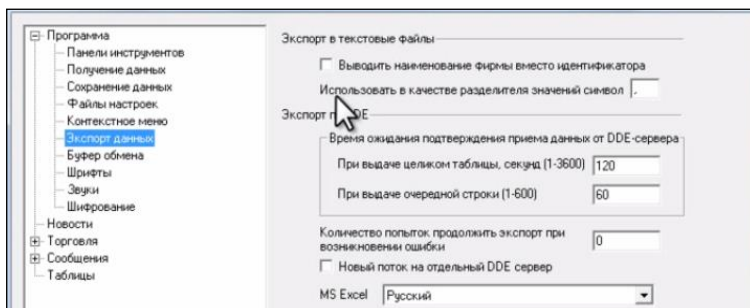 Программа
Панели инструментов
Получение данных
Сохранение данных
Файлы настроек
Контекстное меню
Экспорт данных
Буфер обмена
Шрифты
Звуки
Шифрование
Новости
Торговля
Сообщения
Таблицы
Экспорт в текстовые файлы
Выводить наименование фирмы вместо идентификатора
Использовать в качестве разделителя значений символ .
Экспорт п DE
Время ожидания подтверждения приема данных от DDE-сервера
При выдаче целиком таблицы, секунд (1-3600) 120
При выдаче очередной строки (1-600) 60
Количество попыток продолжить экспорт при
возникновении ошибки 0
Новый поток на отдельный DDE сервер
MS Excel Русский